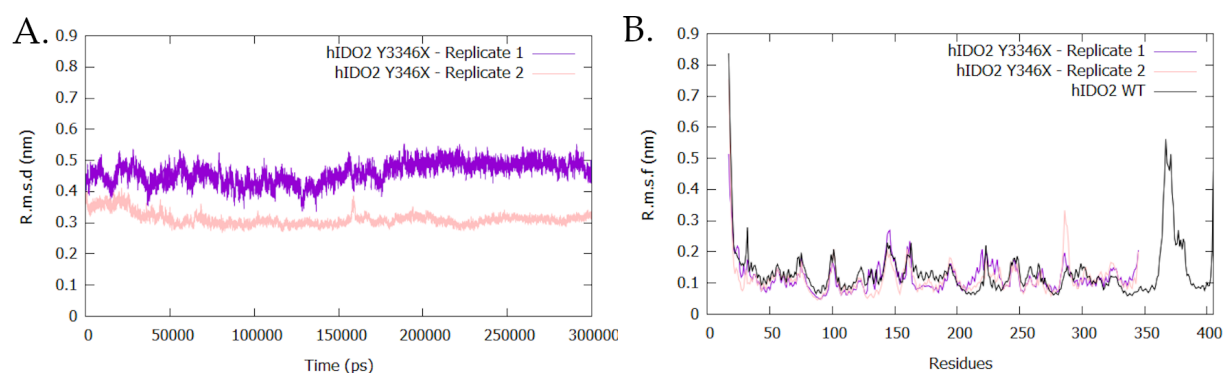 A.
R.m.s.d (nm)
0.9
0.8
0.7
0.6
0.5
0.4
0.3
0.2
0.1
0
hIDO2 Y3346X - Replicate 1
hIDO2 Y346X - Replicate 2
0 50000 100000 150000 200000 250000 300000
Time (ps)
B.
R.m.s.f (nm)
0.9
0.8
0.7
0.6
0.5
0.4
0.3
0.2
0.1
0
hIDO2 Y3346X - Replicate 1
hIDO2 Y346X - Replicate 2
hIDO2 WT
0 50 100 150 200 250 300 350 400
Residues